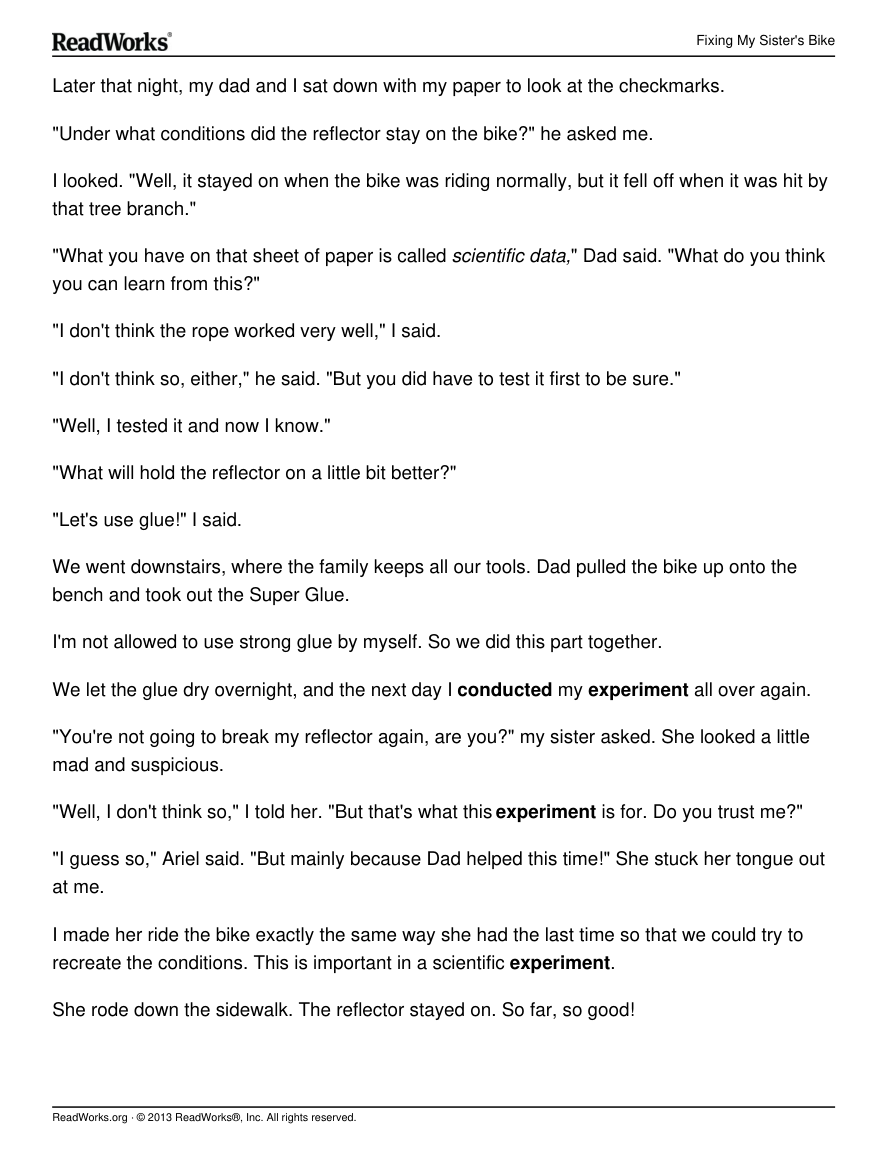 ReadWorks®
Fixing My Sister's Bike
Later that night, my dad and I sat down with my paper to look at the checkmarks.
"Under what conditions did the reflector stay on the bike?" he asked me.
I looked. "Well, it stayed on when the bike was riding normally, but it fell off when it was hit by
that tree branch."
"What you have on that sheet of paper is called scientific data," Dad said. "What do you think
you can learn from this?"
"I don't think the rope worked very well," I said.
"I don't think so, either," he said. "But you did have to test it first to be sure."
"Well, I tested it and now I know."
"What will hold the reflector on a little bit better?"
"Let's use glue!" I said.
We went downstairs, where the family keeps all our tools. Dad pulled the bike up onto the
bench and took out the Super Glue.
I'm not allowed to use strong glue by myself. So we did this part together.
We let the glue dry overnight, and the next day I conducted my experiment all over again.
"You're not going to break my reflector again, are you?" my sister asked. She looked a little
mad and suspicious.
"Well, I don't think so," I told her. "But that's what this experiment is for. Do you trust me?"
"I guess so," Ariel said. "But mainly because Dad helped this time!" She stuck her tongue out
at me.
I made her ride the bike exactly the same way she had the last time so that we could try to
recreate the conditions. This is important in a scientific experiment.
She rode down the sidewalk. The reflector stayed on. So far, so good!
ReadWorks.org · © 2013 ReadWorks®, Inc. All rights reserved.